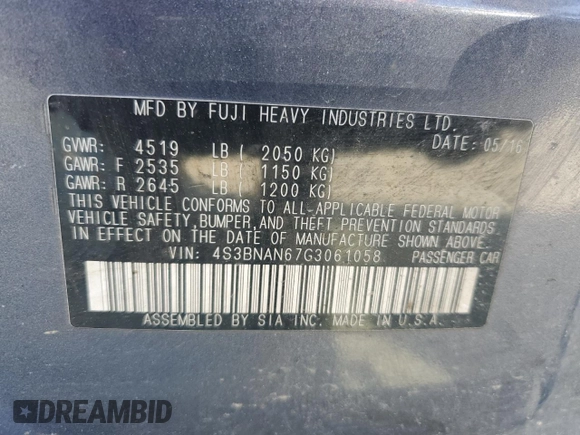 MFD BY FUJI HEAVY INDUSTRIES LTD.
DATE: 05/16
GVWR: 4519 LB ( 2050 KG)
GAWR: F 2535 LB ( 1150 KG)
GAWR: R 2645 LB ( 1200 KG)
THIS VEHICLE CONFORMS TO ALL-APPLICABLE FEDERAL MOTOR
VEHICLE SAFETY,BUMPER,AND THEFT PREVENTION STANDARDS
IN EFFECT ON THE DATE OF MANUFACTURE SHOWN ABOVE.
VIN: 4S3BNAN67G3061058 PASSENGER CAR
ASSEMBLED BY SIA INC. MADE IN U.S.A.
DREAMBID